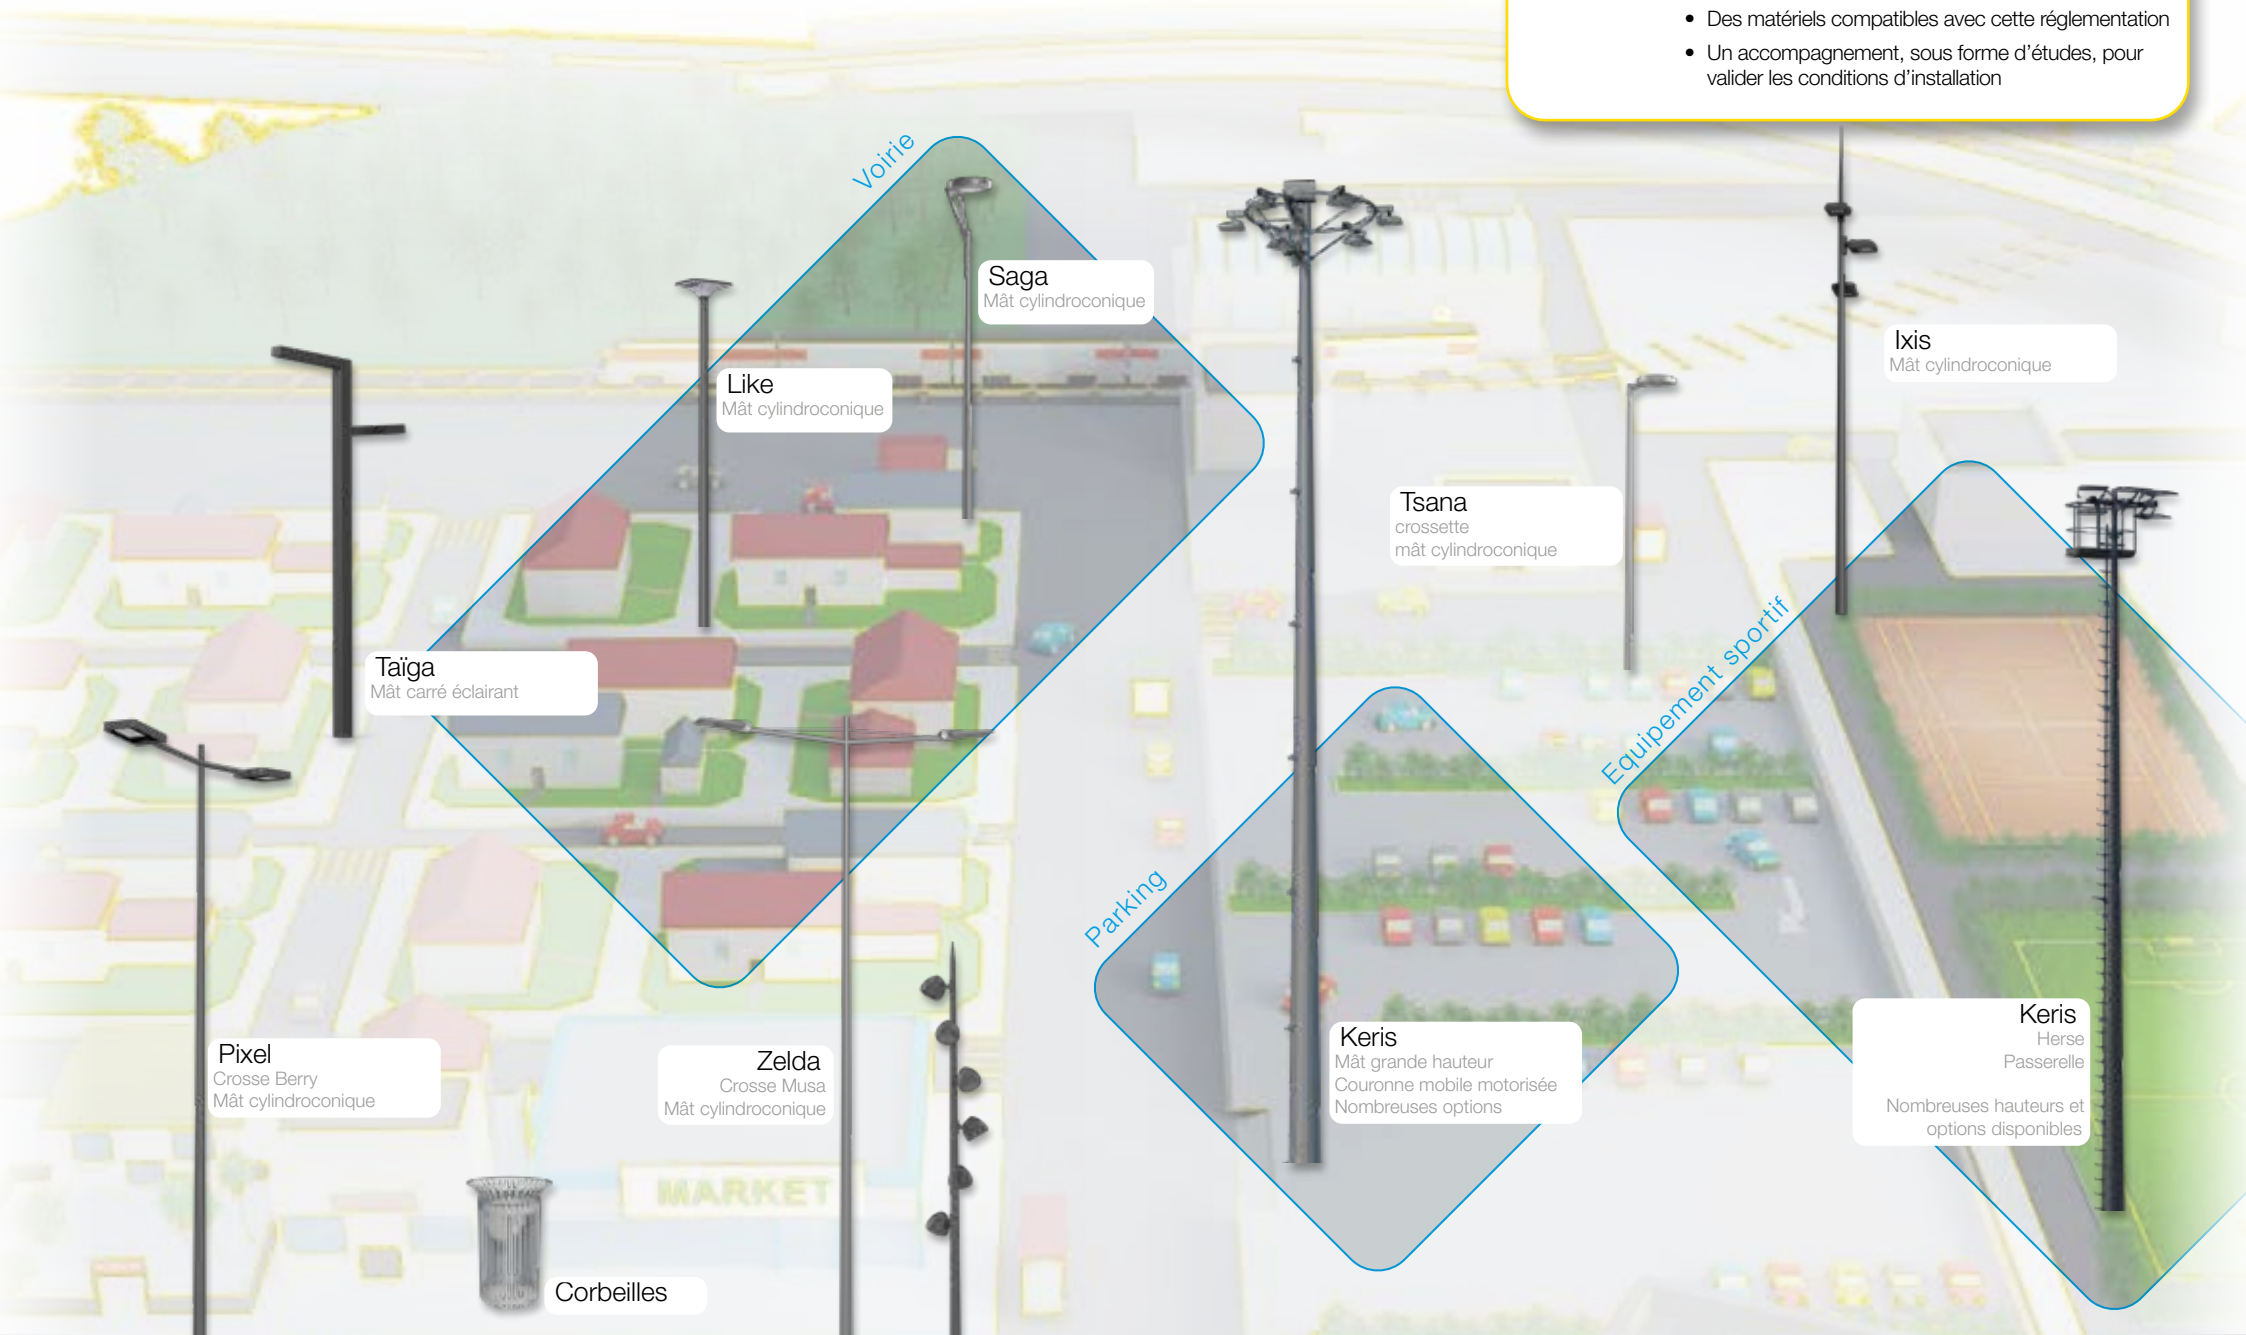 • Des matériels compatibles avec cette réglementation
• Un accompagnement, sous forme d'études, pour
valider les conditions d'installation
Voirie
Saga
Mât cylindroconique
Like
Mât cylindroconique
Ixis
Mât cylindroconique
Tsana
crossette
mât cylindroconique
Taïga
Mât carré éclairant
Equipement sportif
Parking
Pixel
Crosse Berry
Mât cylindroconique
Zelda
Crosse Musa
Mât cylindroconique
Keris
Mât grande hauteur
Couronne mobile motorisée
Nombreuses options
Keris
Herse
Passerelle
Nombreuses hauteurs et
options disponibles
MARKET
Corbeilles